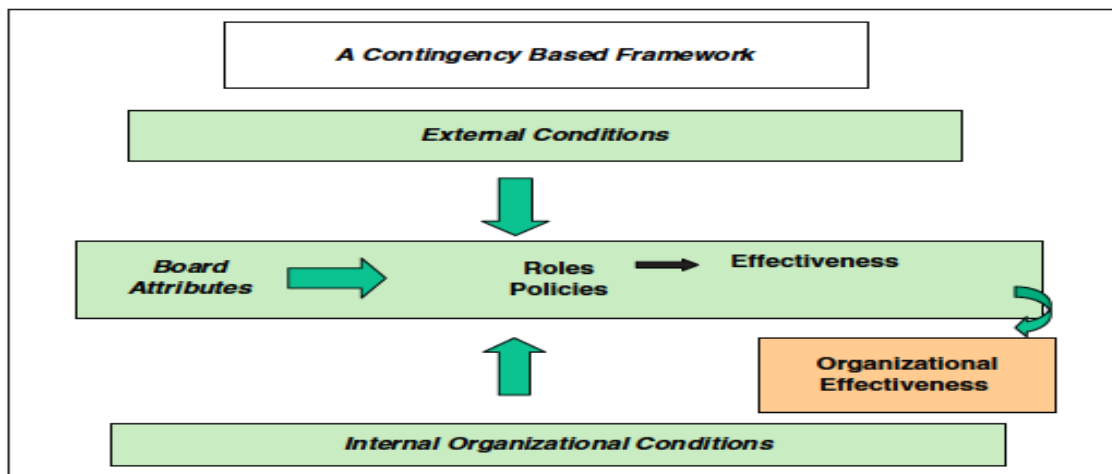 A Contingency Based Framework
External Conditions
Board
Attributes
Roles
Policies
Effectiveness
Organizational
Effectiveness
Internal Organizational Conditions